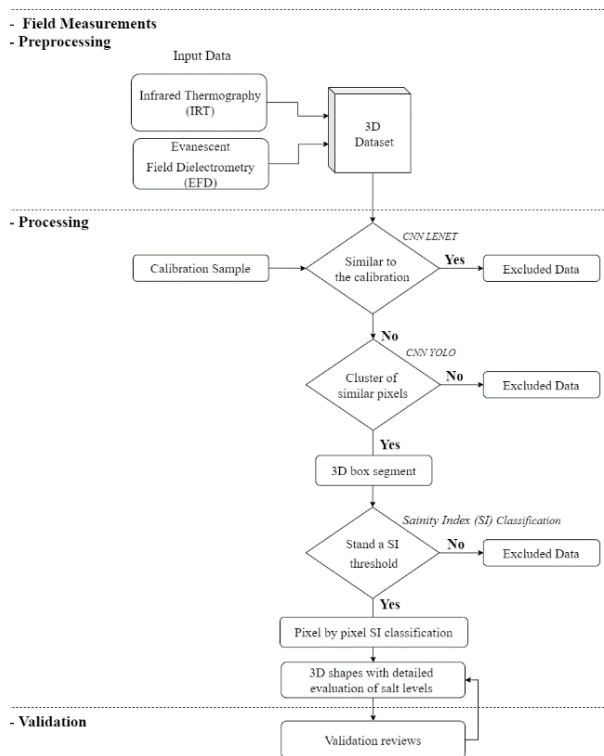 - Field Measurements
- Preprocessing
Input Data
Infrared Thermography
(IRT)
Evanescent
Field Dielectrometry
(EFD)
3D
Dataset
- Processing
CNN LENET
Calibration Sample
Similar to
the calibration
Yes
Excluded Data
No
CNN YOLO
Cluster of
similar pixels
No
Excluded Data
Yes
3D box segment
Sainity Index (SI) Classification
Stand a SI
threshold
No
Excluded Data
Yes
Pixel by pixel SI classification
3D shapes with detailed
evaluation of salt levels
- Validation
Validation reviews